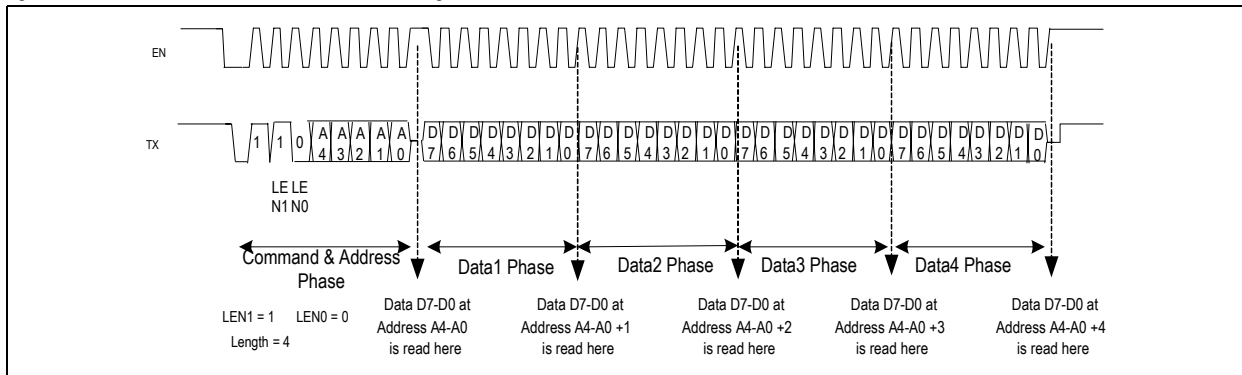 EN
TX
1 1 0 A4 A3 A2 A1 A0 D7 D6 D5 D4 D3 D2 D1 D0 D7 D6 D5 D4 D3 D2 D1 D0 D7 D6 D5 D4 D3 D2 D1 D0 D7 D6 D5 D4 D3 D2 D1 D0
LE LE
N1 N0
Command & Address
Phase
Data1 Phase
Data2 Phase
Data3 Phase
Data4 Phase
LEN1 = 1 LEN0 = 0
Length = 4
Data D7-D0 at
Address A4-A0
is read here
Data D7-D0 at
Address A4-A0 +1
is read here
Data D7-D0 at
Address A4-A0 +2
is read here
Data D7-D0 at
Address A4-A0 +3
is read here
Data D7-D0 at
Address A4-A0 +4
is read here